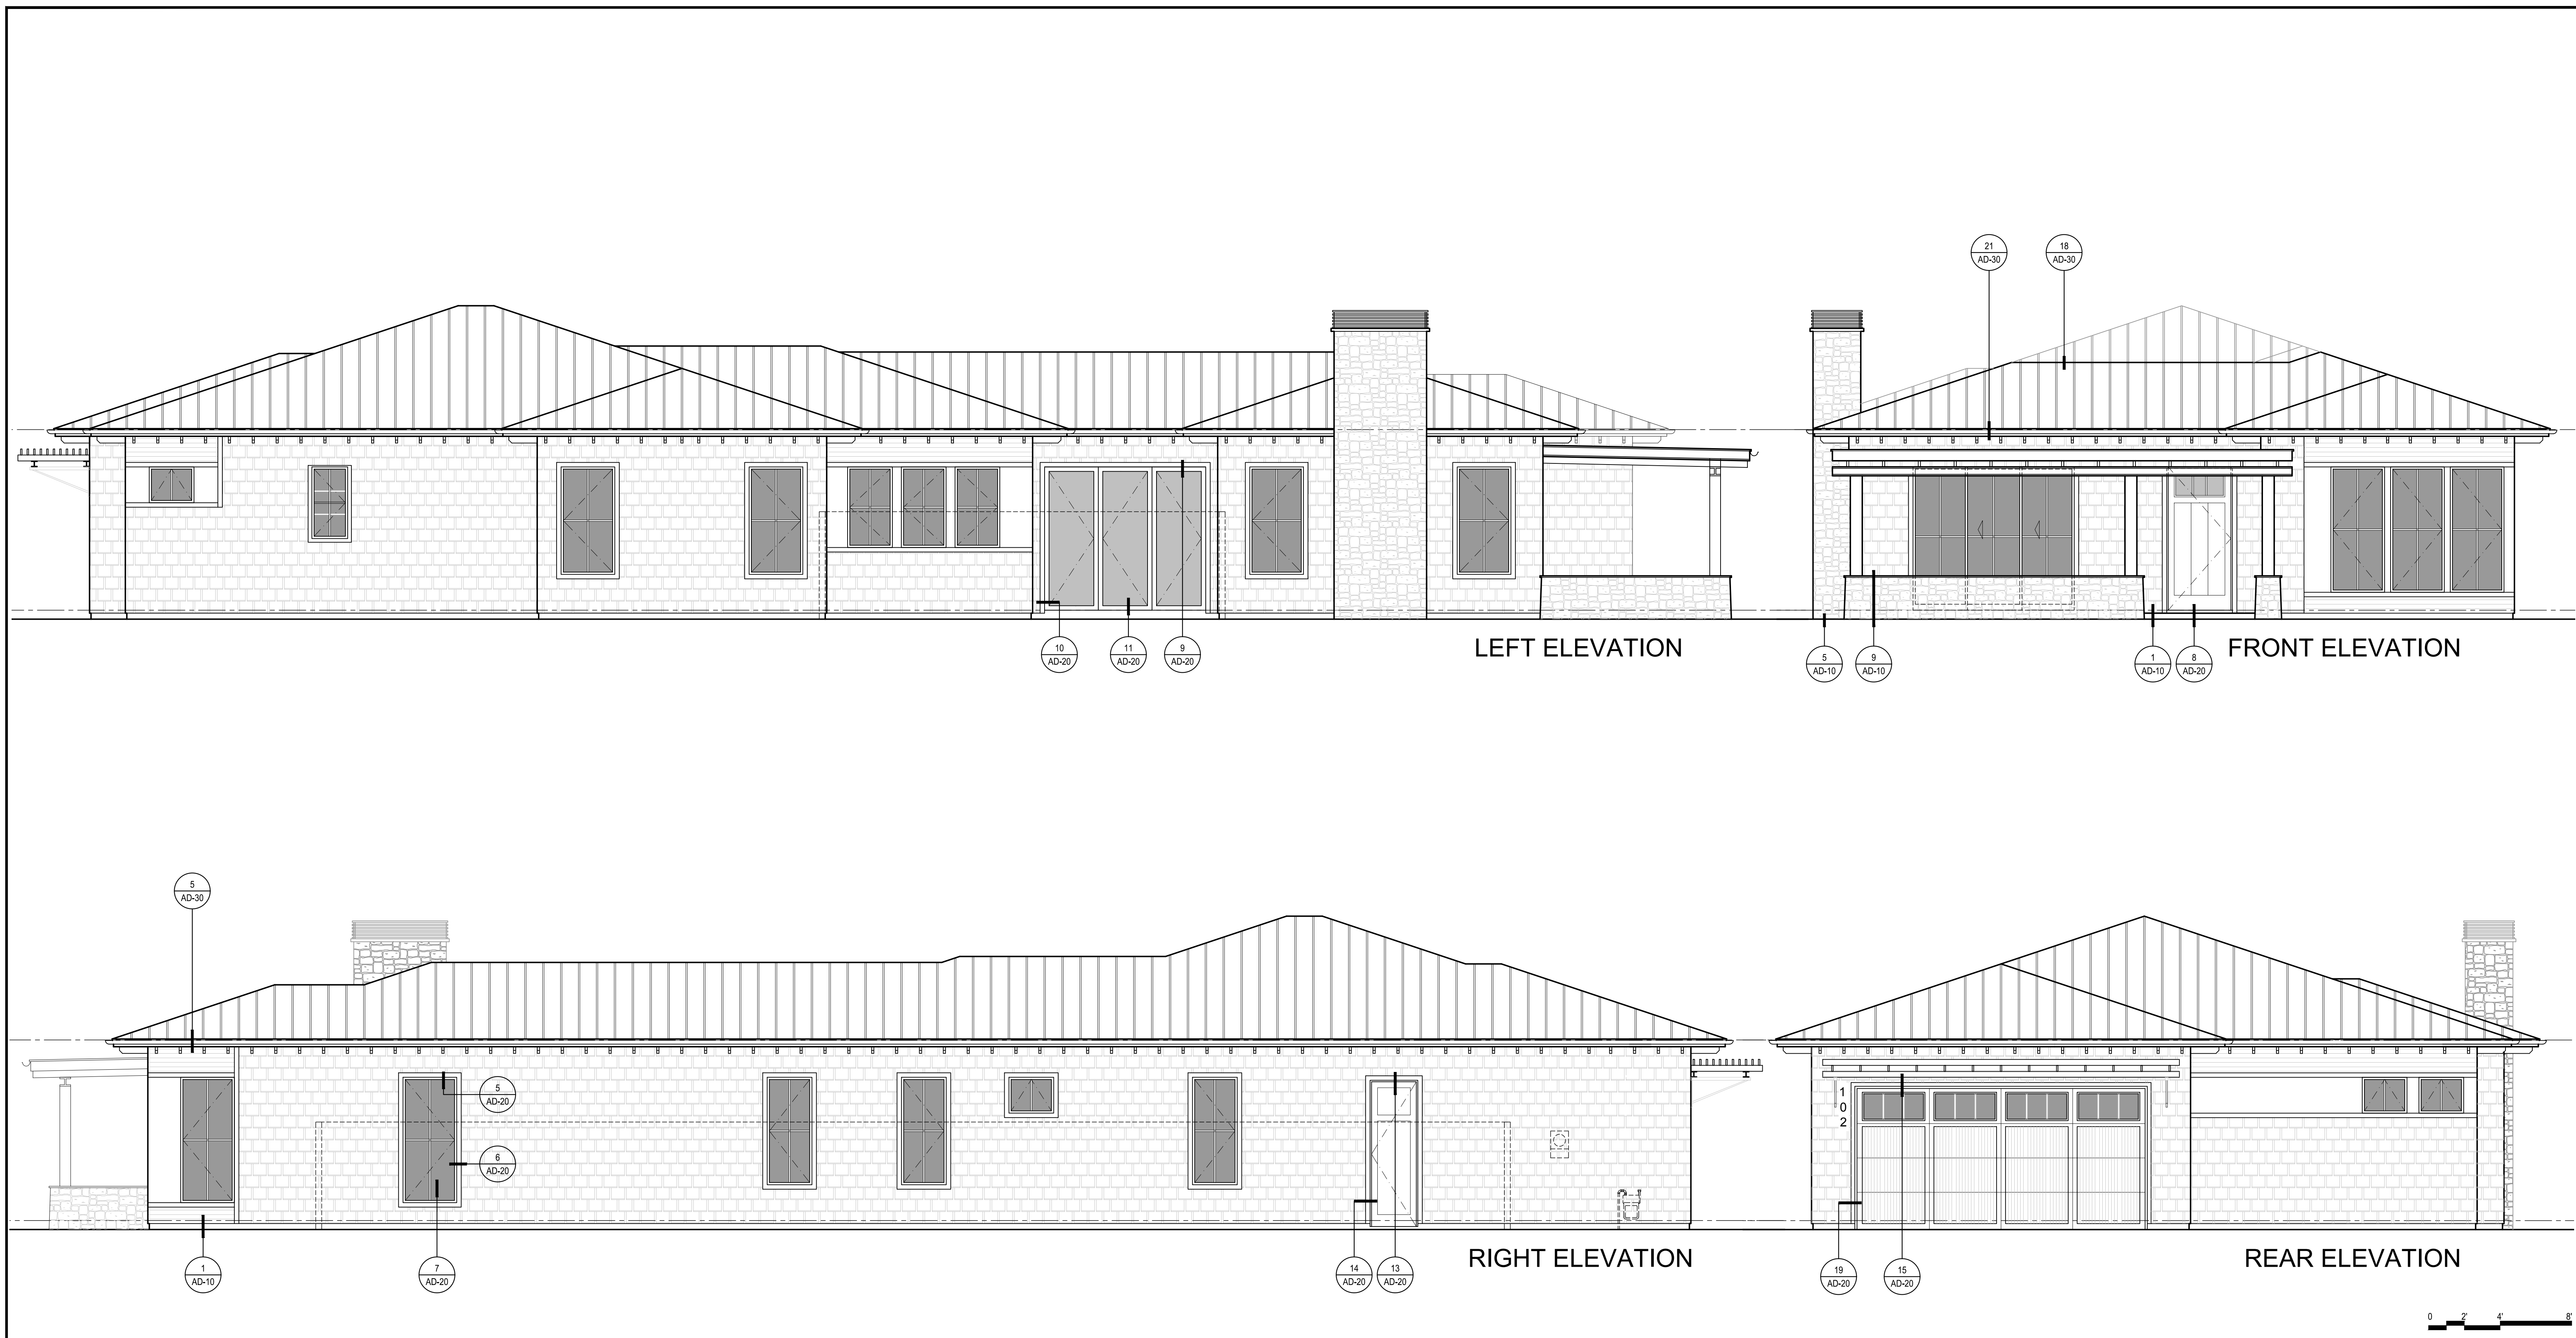 21
AD-30
18
AD-30
10
AD-20
11
AD-20
9
AD-20
LEFT ELEVATION
5
AD-10
9
AD-10
1
AD-10
8
AD-20
FRONT ELEVATION
5
AD-30
5
AD-20
6
AD-20
1
AD-10
7
AD-20
14
AD-20
13
AD-20
RIGHT ELEVATION
1
0
2
19
AD-20
15
AD-20
REAR ELEVATION
0 2' 4' 8'